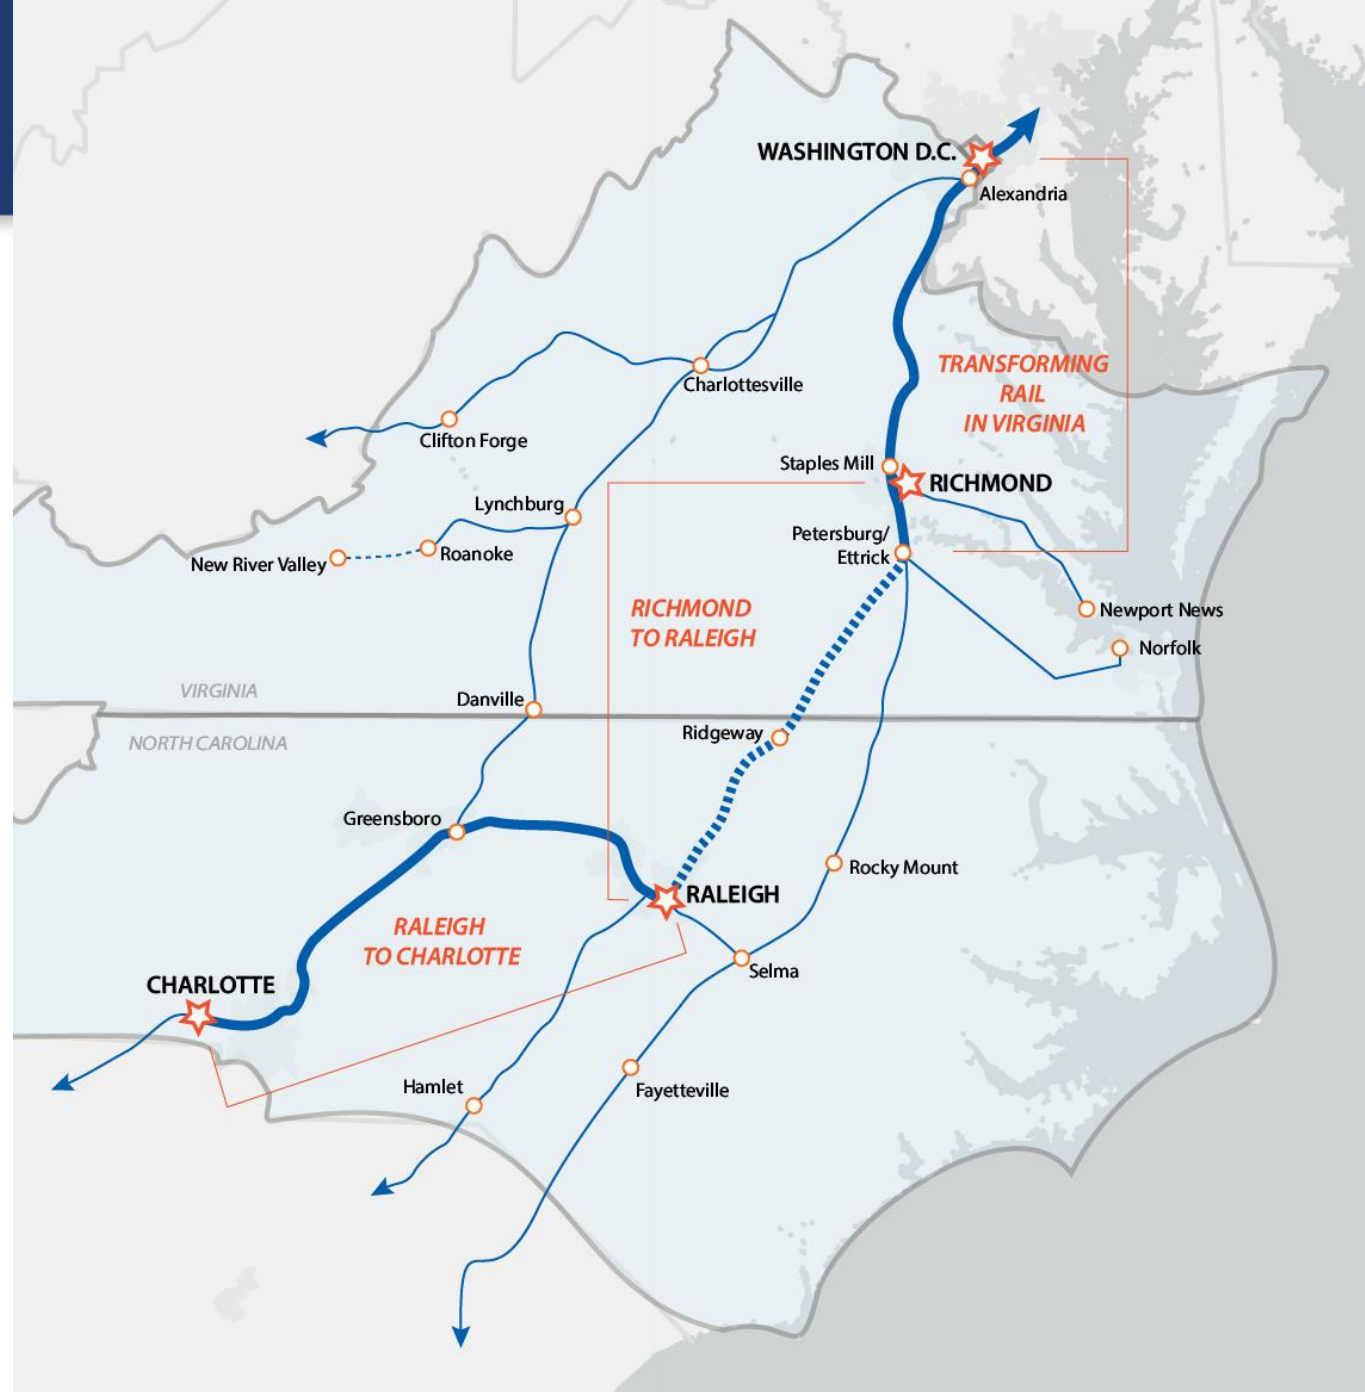 WASHINGTON D.C.
Alexandria
TRANSFORMING
RAIL
IN VIRGINIA
Charlottesville
Clifton Forge
Staples Mill
RICHMOND
Lynchburg
Petersburg/
Ettrick
Roanoke
New River Valley
RICHMOND
TO RALEIGH
Newport News
Norfolk
VIRGINIA
Danville
Ridgeway
NORTH CAROLINA
Greensboro
Rocky Mount
RALEIGH
RALEIGH
TO CHARLOTTE
Selma
CHARLOTTE
Hamlet
Fayetteville